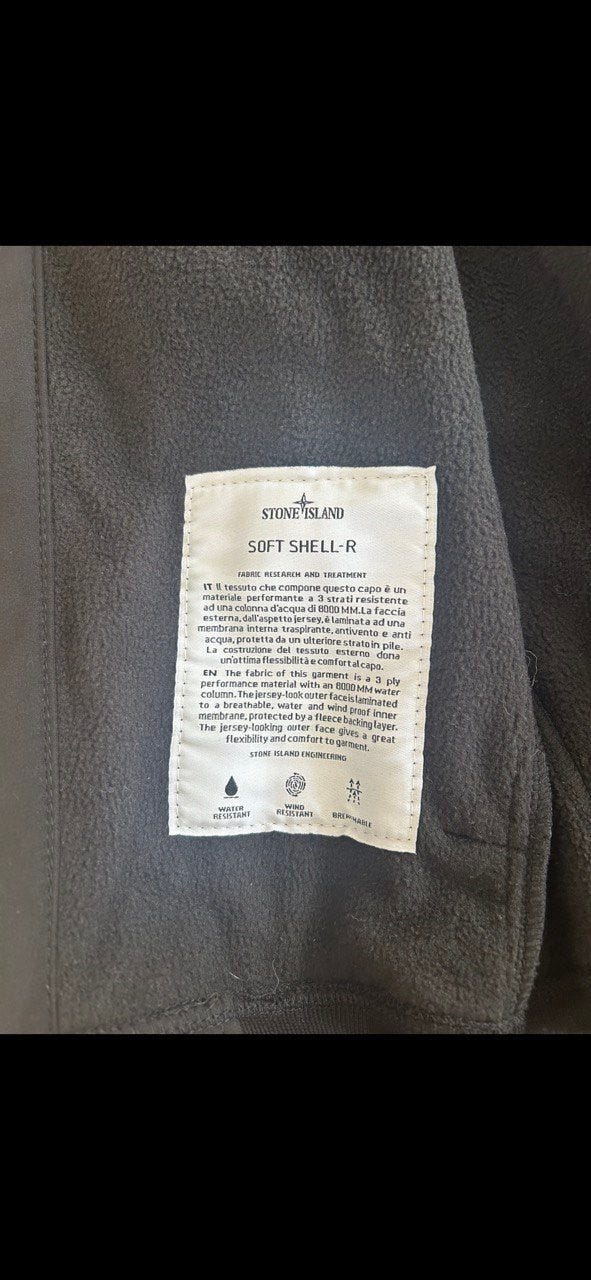 STONE ISLAND
SOFT SHELL-R
FABRIC RESEARCH AND TREATMENT
IT Il tessuto che compone questo capo è un
materiale performante a 3 strati resistente
ad una colonna d'acqua di 8000 MM.La faccia
esterna, dall'aspetto jersey, è laminata ad una
membrana interna traspirante, antivento e anti
acqua, protetta da un ulteriore strato in pile.
La costruzione del tessuto esterno dona
un'ottima flessibilità e comfort al capo.
EN The fabric of this garment is a 3 ply
performance material with an 8000 MM water
column. The jersey-look outer face is laminated
to a breathable, water and wind proof inner
membrane, protected by a fleece backing layer.
The jersey-looking outer face gives a great
flexibility and comfort to garment.
STONE ISLAND ENGINEERING
WATER RESISTANT
WIND RESISTANT
BREATHABLE